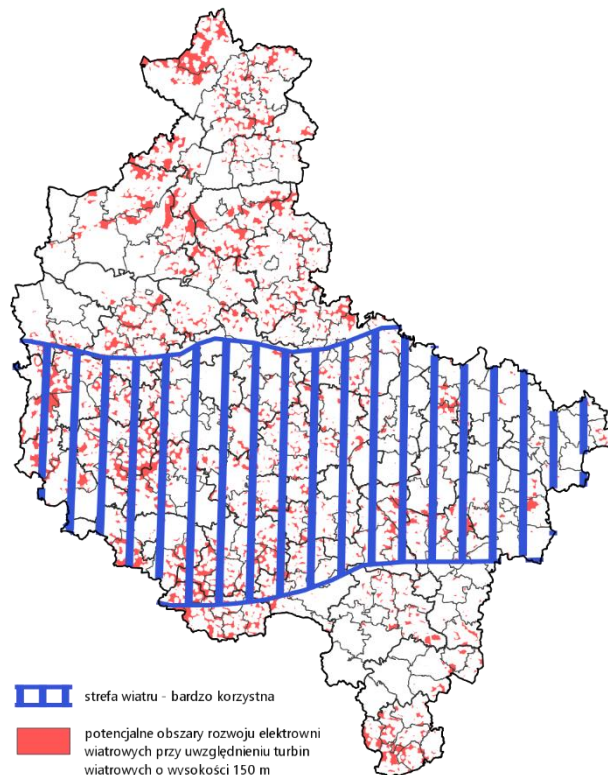 strefa wiatru - bardzo korzystna
potencjalne obszary rozwoju elektrowni
wiatrowych przy uwzględnieniu turbin
wiatrowych o wysokości 150 m